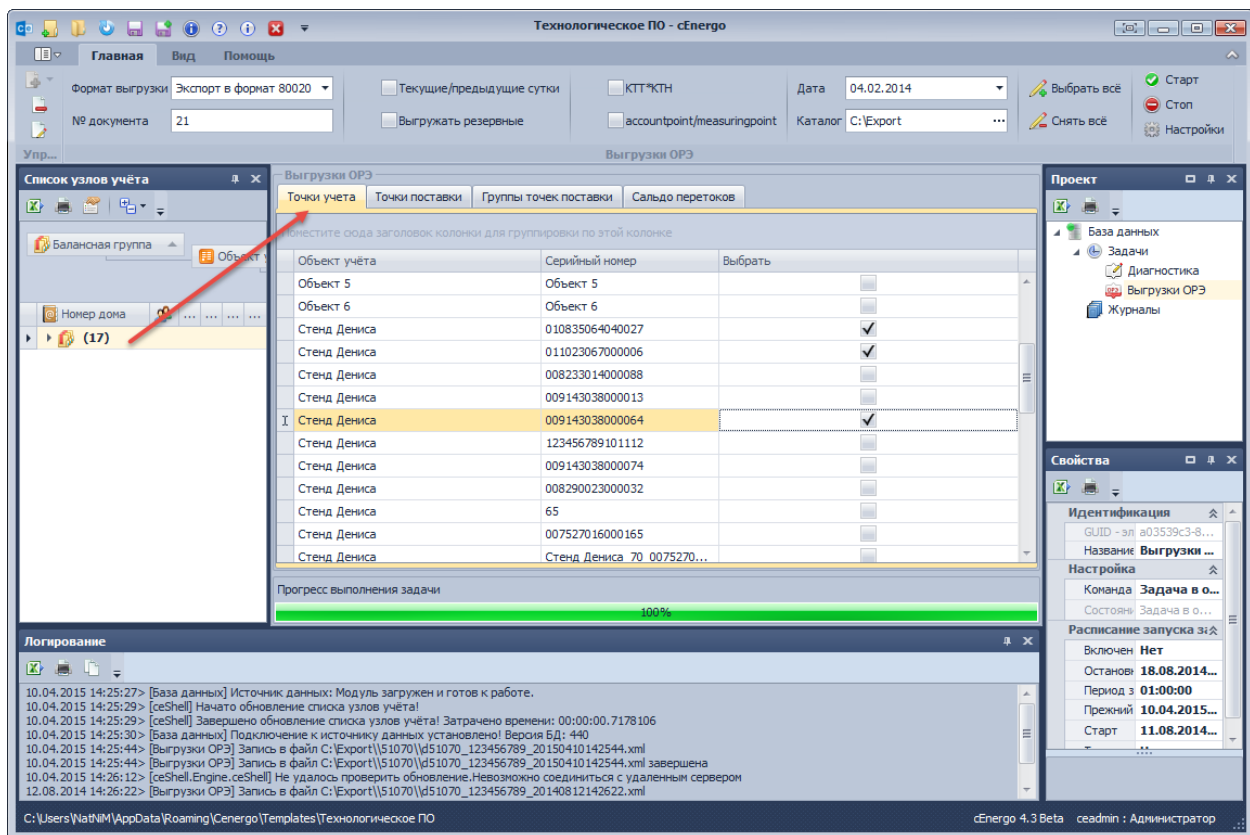 Технологическое ПО - cEnergo
Главная Вид Помощь
Формат выгрузки Экспорт в формат 80020
Текущие/предыдущие сутки
КТТ*КТН
Дата 04.02.2014
Выбрать всё
Старт
Стоп
№ документа 21
Выгружать резервные
accountpoint/measuringpoint
Каталог C:\Export ...
Снять всё
Настройки
Упр...
Выгрузки ОРЭ
Список узлов учёта
Балансная группа
Объект
Номер дома ... ... ... ...
(17)
Выгрузки ОРЭ
Точки учета Точки поставки Группы точек поставки Сальдо перетоков
Поместите сюда заголовок колонки для группировки по этой колонке
Объект учёта Серийный номер Выбрать
Объект 5 Объект 5
Объект 6 Объект 6
Стенд Дениса 010835064040027
Стенд Дениса 011023067000006
Стенд Дениса 008233014000088
Стенд Дениса 009143038000013
Стенд Дениса 009143038000064
Стенд Дениса 123456789101112
Стенд Дениса 009143038000074
Стенд Дениса 008290023000032
Стенд Дениса 65
Стенд Дениса 007527016000165
Стенд Дениса Стенд Дениса 70 0075270...
Прогресс выполнения задачи
100%
Проект
База данных
Задачи
Диагностика
Выгрузки ОРЭ
Журналы
Свойства
Идентификация
GUID - эл a03539c3-8...
Название Выгрузки ...
Настройка
Команда Задача в о...
Состояни Задача в о...
Расписание запуска за
Включен Нет
Останов 18.08.2014...
Период з 01:00:00
Прежний 10.04.2015...
Старт 11.08.2014...
Логирование
10.04.2015 14:25:27> [База данных] Источник данных: Модуль загружен и готов к работе.
10.04.2015 14:25:29> [ceShell] Начато обновление списка узлов учёта!
10.04.2015 14:25:29> [ceShell] Завершено обновление списка узлов учёта! Затрачено времени: 00:00:00.7178106
10.04.2015 14:25:30> [База данных] Подключение к источнику данных установлено! Версия БД: 440
10.04.2015 14:25:44> [Выгрузки ОРЭ] Запись в файл C:\Export\\51070\\d51070_123456789_20150410142544.xml
10.04.2015 14:25:44> [Выгрузки ОРЭ] Запись в файл C:\Export\\51070\\d51070_123456789_20150410142544.xml завершена
10.04.2015 14:26:12> [ceShell.Engine.ceShell] Не удалось проверить обновление.Невозможно соединиться с удаленным сервером
12.08.2014 14:26:22> [Выгрузки ОРЭ] Запись в файл C:\Export\\51070\\d51070_123456789_20140812142622.xml
C:\Users\NatNiM\AppData\Roaming\Cenergo\Templates\Технологическое ПО
cEnergo 4.3 Beta ceadmin : Администратор